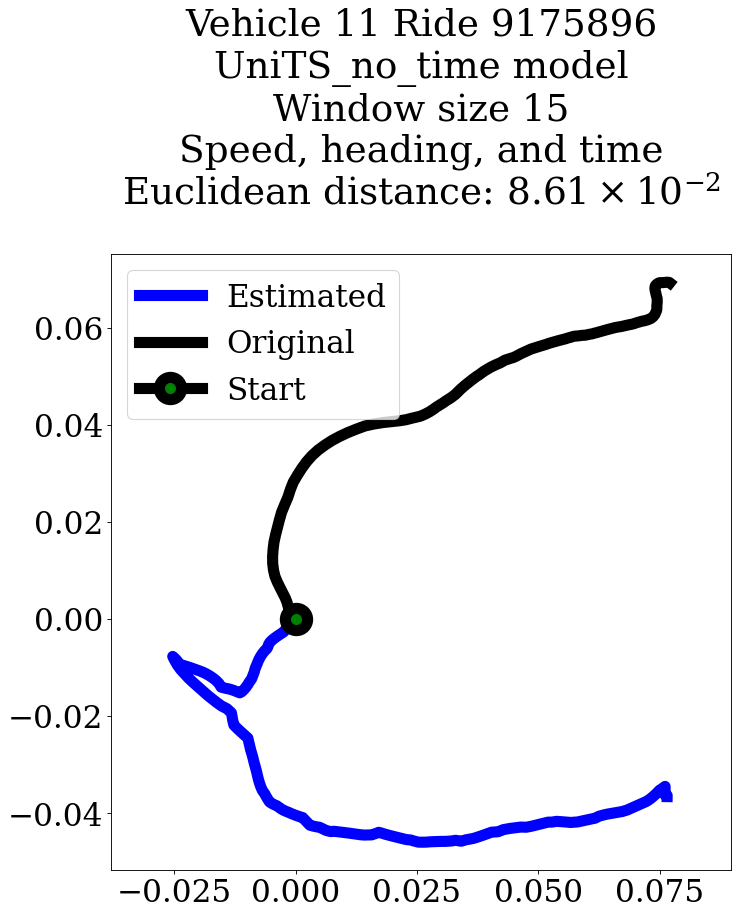 Vehicle 11 Ride 9175896
UniTS_no_time model
Window size 15
Speed, heading, and time
Euclidean distance: 8.61 × 10⁻²
Estimated
Original
Start
0.06
0.04
0.02
0.00
−0.02
−0.04
−0.025 0.000 0.025 0.050 0.075